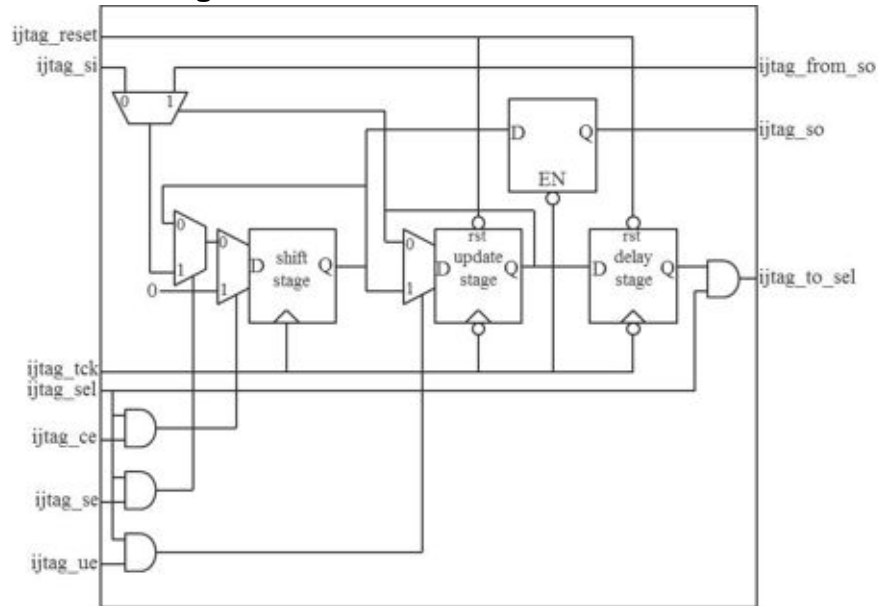 ijtag_reset
ijtag_si
ijtag_from_so
0 1
D Q
ijtag_so
EN
0
1
0
1
0
D shift stage Q
0
1
rst
D update stage Q
rst
D delay stage Q
ijtag_to_sel
ijtag_tck
ijtag_sel
ijtag_ce
ijtag_se
ijtag_ue